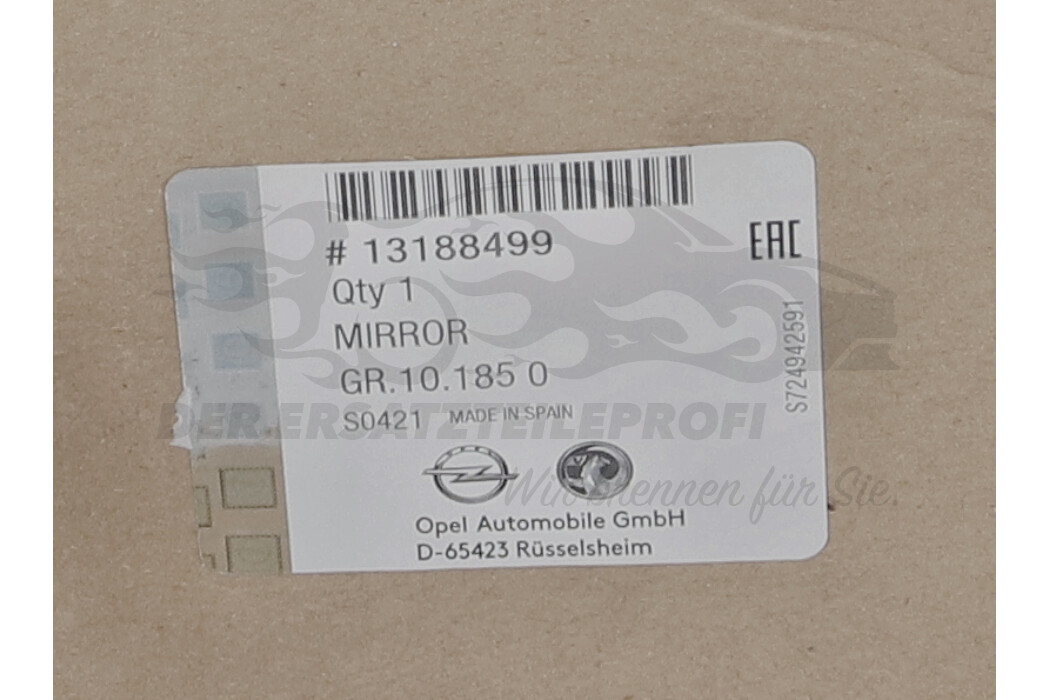 # 13188499
EAC
Qty 1
MIRROR
GR.10.185 0
S0421 MADE IN SPAIN
S724942591
DER ERSATZTEILEPROFI
Wir brennen für Sie.
Opel Automobile GmbH
D-65423 Rüsselsheim